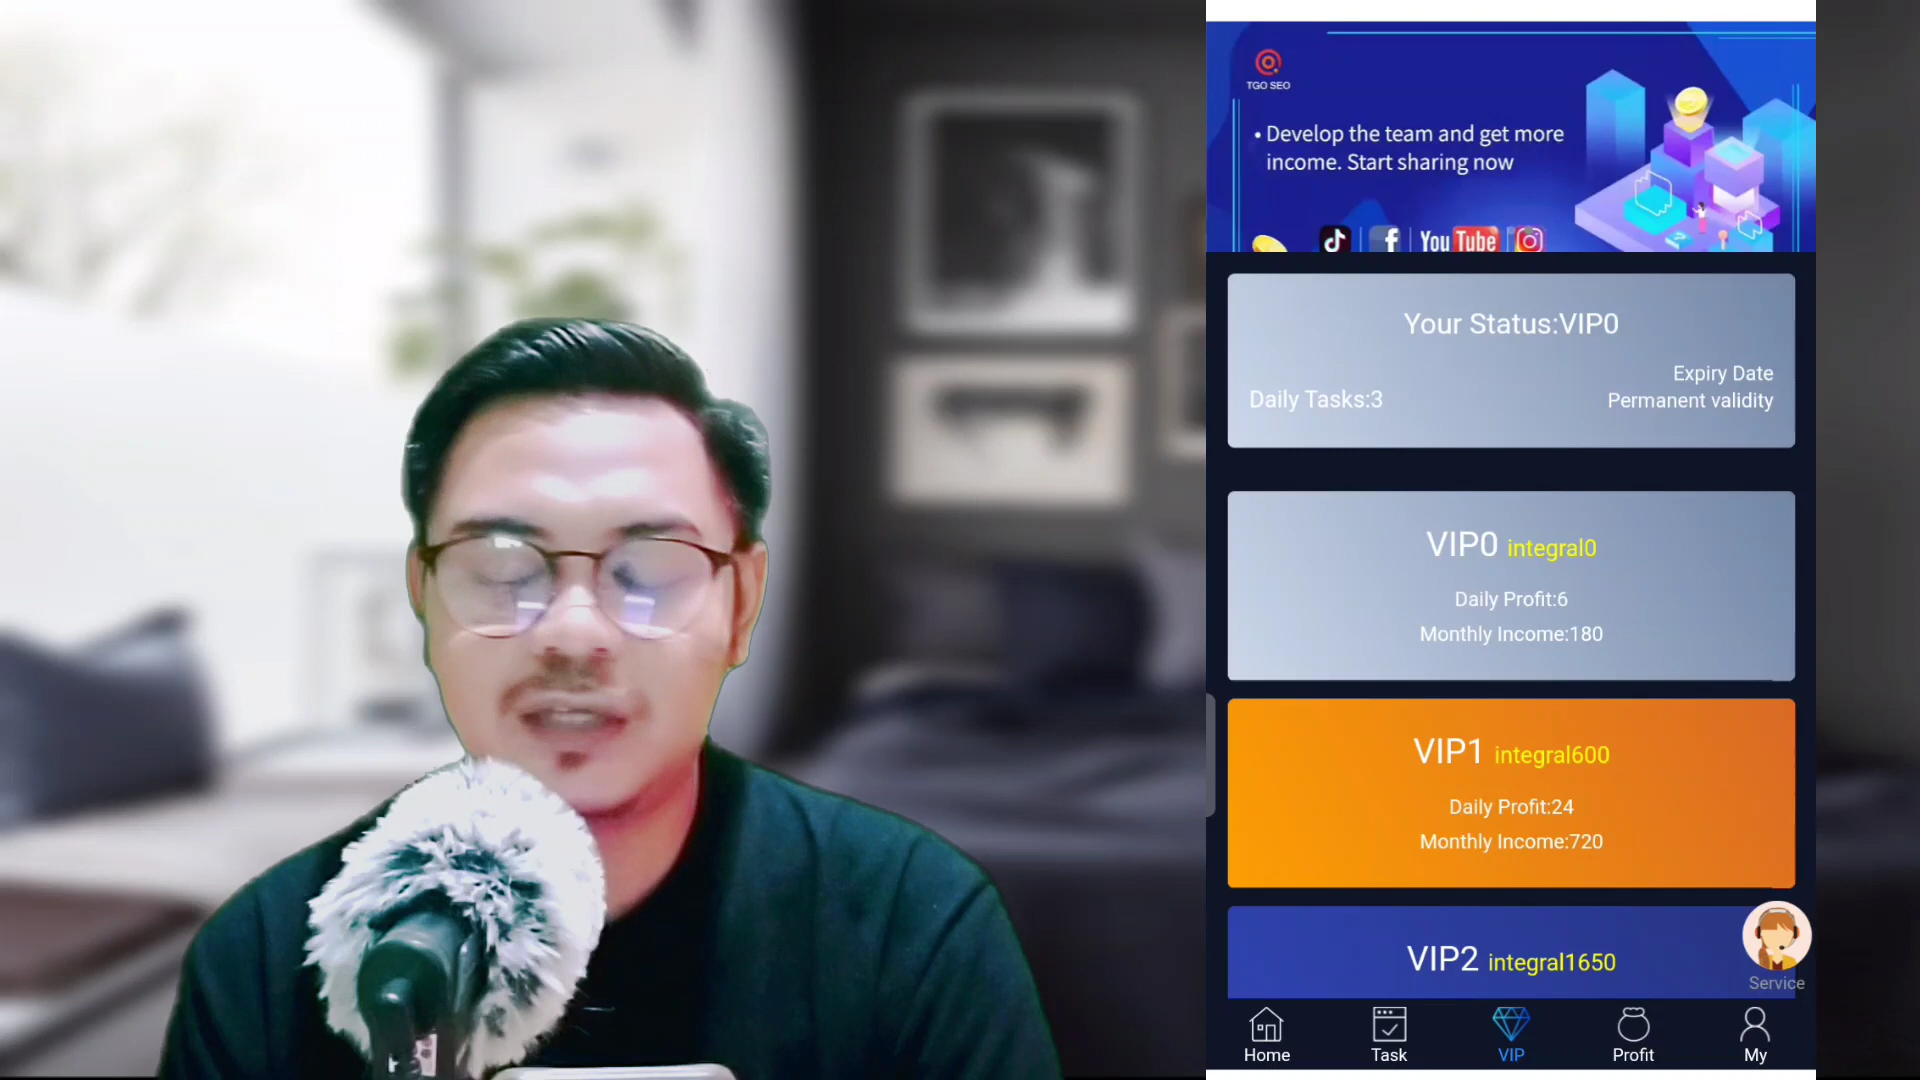 TGO SEO
• Develop the team and get more
income. Start sharing now
f
YouTube
Your Status:VIP0
Expiry Date
Daily Tasks:3
Permanent validity
VIP0 integral0
Daily Profit:6
Monthly Income:180
VIP1 integral600
Daily Profit:24
Monthly Income:720
VIP2 integral1650
Service
Home
Task
VIP
Profit
My